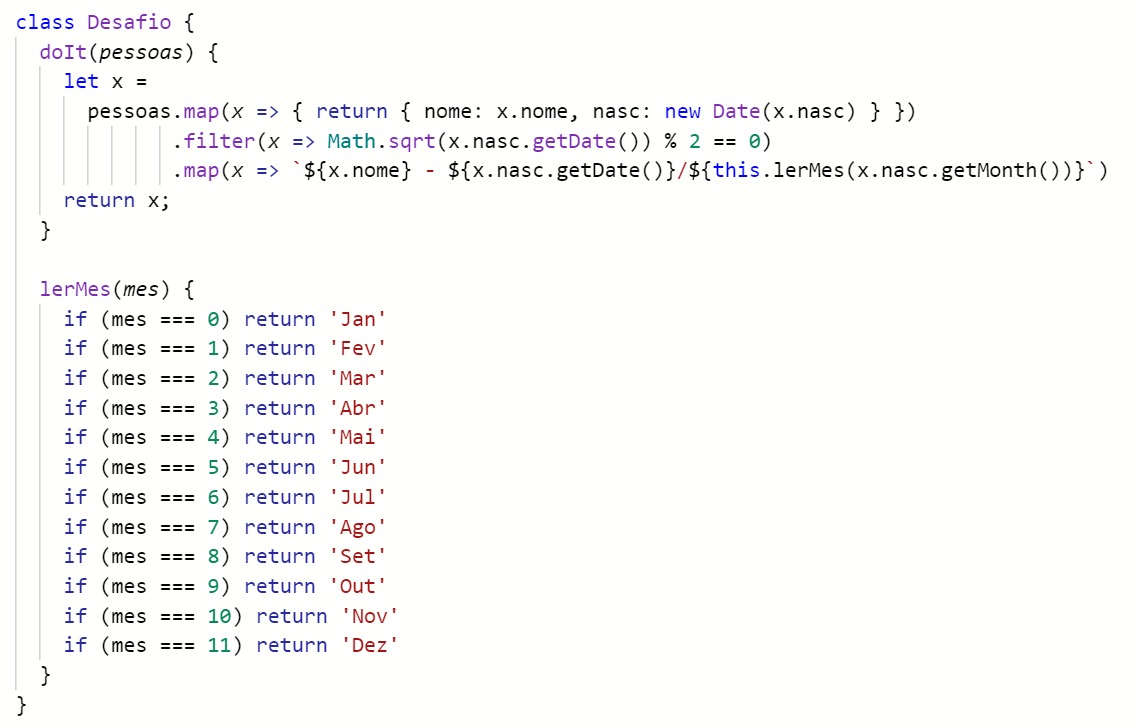 class Desafio {
  doIt(pessoas) {
    let x =
      pessoas.map(x => { return { nome: x.nome, nasc: new Date(x.nasc) } })
             .filter(x => Math.sqrt(x.nasc.getDate()) % 2 == 0)
             .map(x => `${x.nome} - ${x.nasc.getDate()}/${this.lerMes(x.nasc.getMonth())}`)
    return x;
  }

  lerMes(mes) {
    if (mes === 0) return 'Jan'
    if (mes === 1) return 'Fev'
    if (mes === 2) return 'Mar'
    if (mes === 3) return 'Abr'
    if (mes === 4) return 'Mai'
    if (mes === 5) return 'Jun'
    if (mes === 6) return 'Jul'
    if (mes === 7) return 'Ago'
    if (mes === 8) return 'Set'
    if (mes === 9) return 'Out'
    if (mes === 10) return 'Nov'
    if (mes === 11) return 'Dez'
  }
}